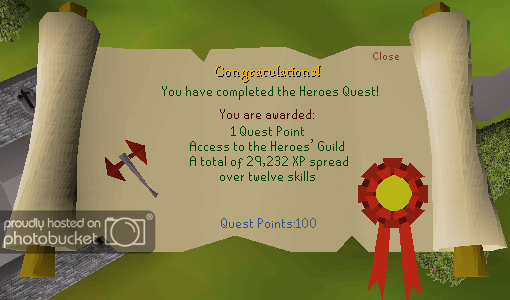 Close
Congratulations!
You have completed the Heroes Quest!
You are awarded:
1 Quest Point
Access to the Heroes' Guild
A total of 29,232 XP spread
over twelve skills
proudly hosted on
photobucket
Quest Points:100